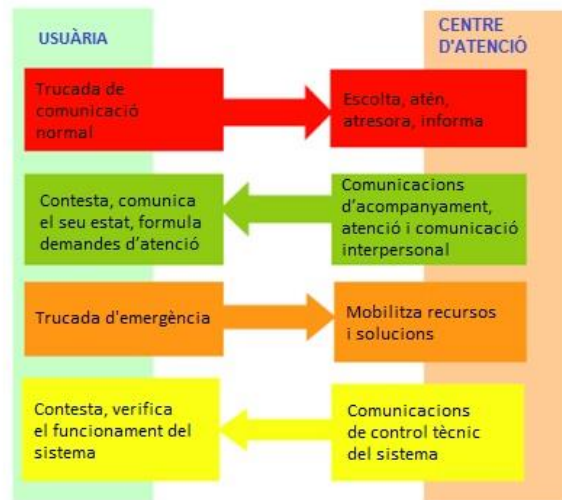 USUÀRIA
CENTRE
D'ATENCIÓ
Trucada de
comunicació
normal
Escolta, atén,
atresora, informa
Contesta, comunica
el seu estat, formula
demandes d’atenció
Comunicacions
d’acompanyament,
atenció i comunicació
interpersonal
Trucada d'emergència
Mobilitza recursos
i solucions
Contesta, verifica
el funcionament del
sistema
Comunicacions
de control tècnic
del sistema